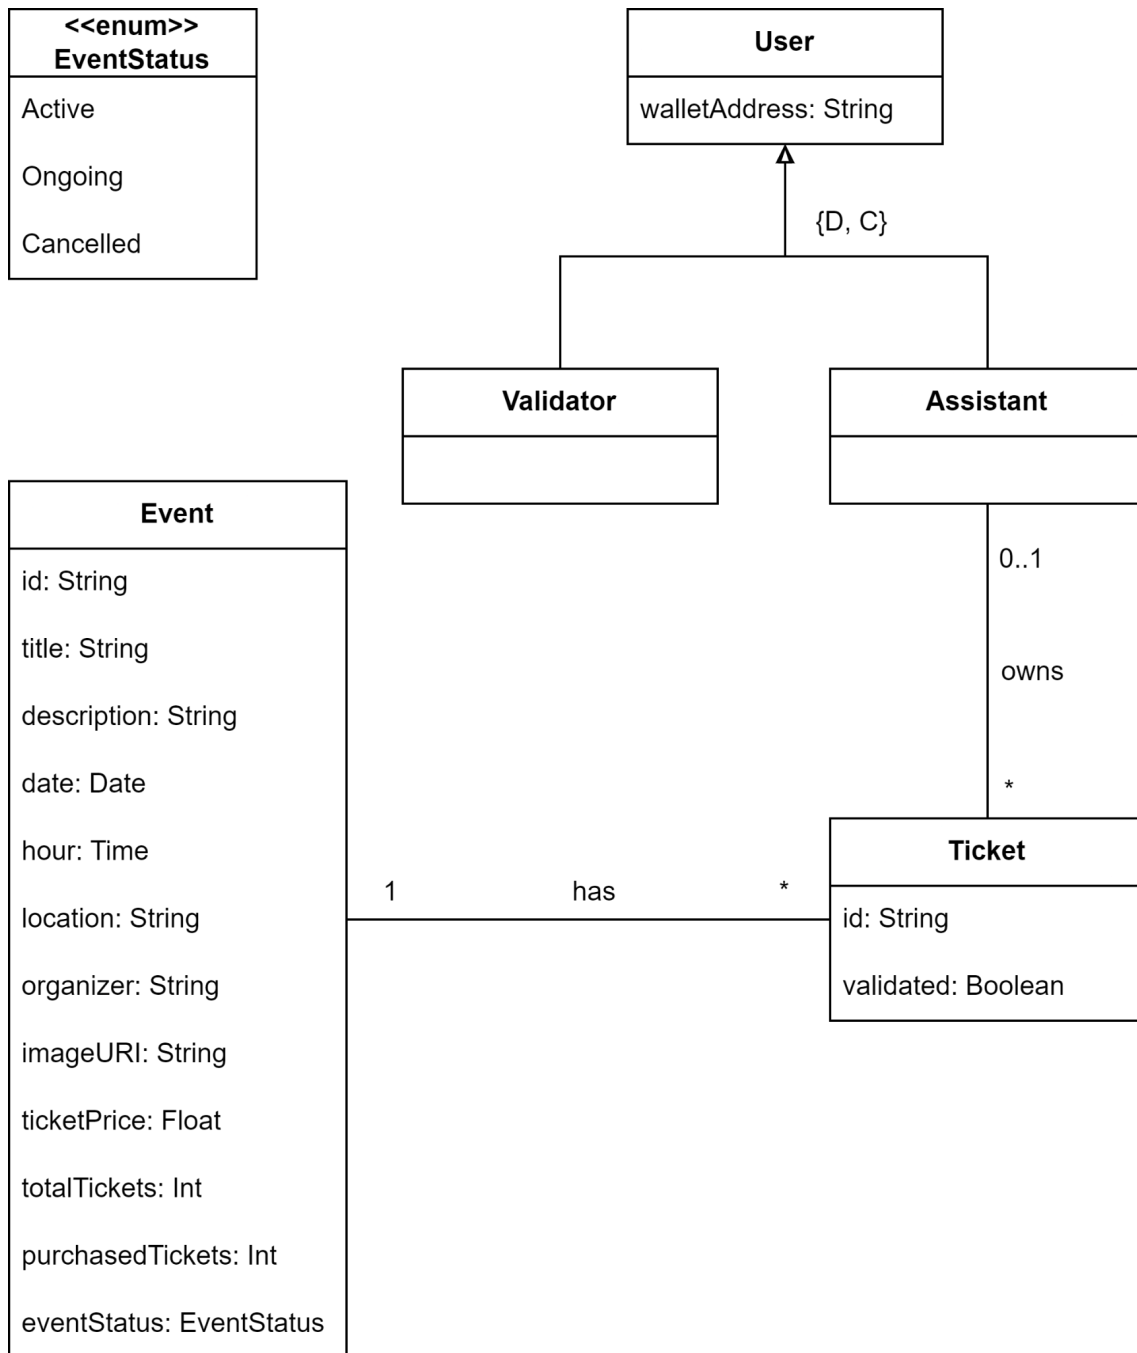 <<enum>>
EventStatus
Active
Ongoing
Cancelled
User
walletAddress: String
{D, C}
Validator
Assistant
0..1
owns
*
Event
id: String
title: String
description: String
date: Date
hour: Time
location: String
organizer: String
imageURI: String
ticketPrice: Float
totalTickets: Int
purchasedTickets: Int
eventStatus: EventStatus
1 has *
Ticket
id: String
validated: Boolean